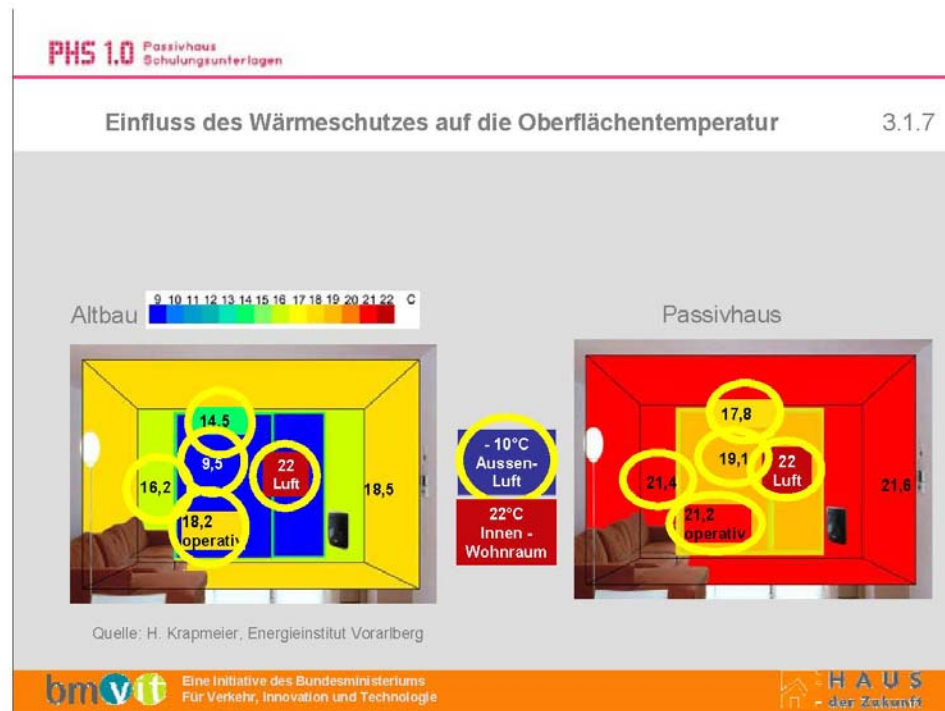 PHS 1.0 Passivhaus
Schulungsunterlagen
Einfluss des Wärmeschutzes auf die Oberflächentemperatur 3.1.7
Altbau
9 10 11 12 13 14 15 16 17 18 19 20 21 22 C
Passivhaus
14.5
9,5
22
Luft
16,2
18,5
18,2
operativ
- 10°C
Aussen-
Luft
22°C
Innen -
Wohnraum
17,8
19,1
22
Luft
21,4
21,6
21,2
operativ
Quelle: H. Krapmeier, Energieinstitut Vorarlberg
bmvit
Eine Initiative des Bundesministeriums
Für Verkehr, Innovation und Technologie
HAUS
der Zukunft